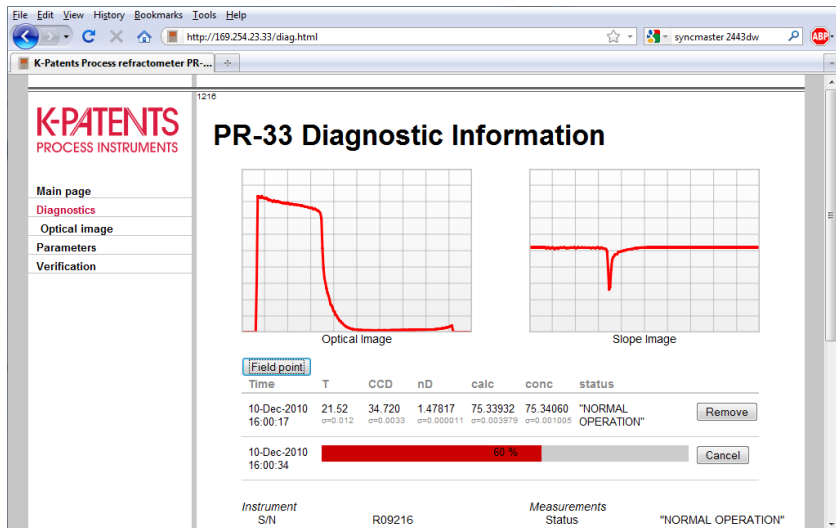 File Edit View History Bookmarks Tools Help
http://169.254.23.33/diag.html
syncmaster 2443dw
ABP
K-Patents Process refractometer PR-...
1216
K-PATENTS
PROCESS INSTRUMENTS
PR-33 Diagnostic Information
Main page
Diagnostics
Optical image
Parameters
Verification
Optical Image
Slope Image
Field point
Time T CCD nD calc conc status
10-Dec-2010 21.52 34.720 1.47817 75.33932 75.34060 "NORMAL
16:00:17 σ=0.012 σ=0.0033 σ=0.000011 σ=0.003979 σ=0.001005 OPERATION"
Remove
10-Dec-2010 60 % Cancel
16:00:34
Instrument Measurements
S/N R09216 Status "NORMAL OPERATION"